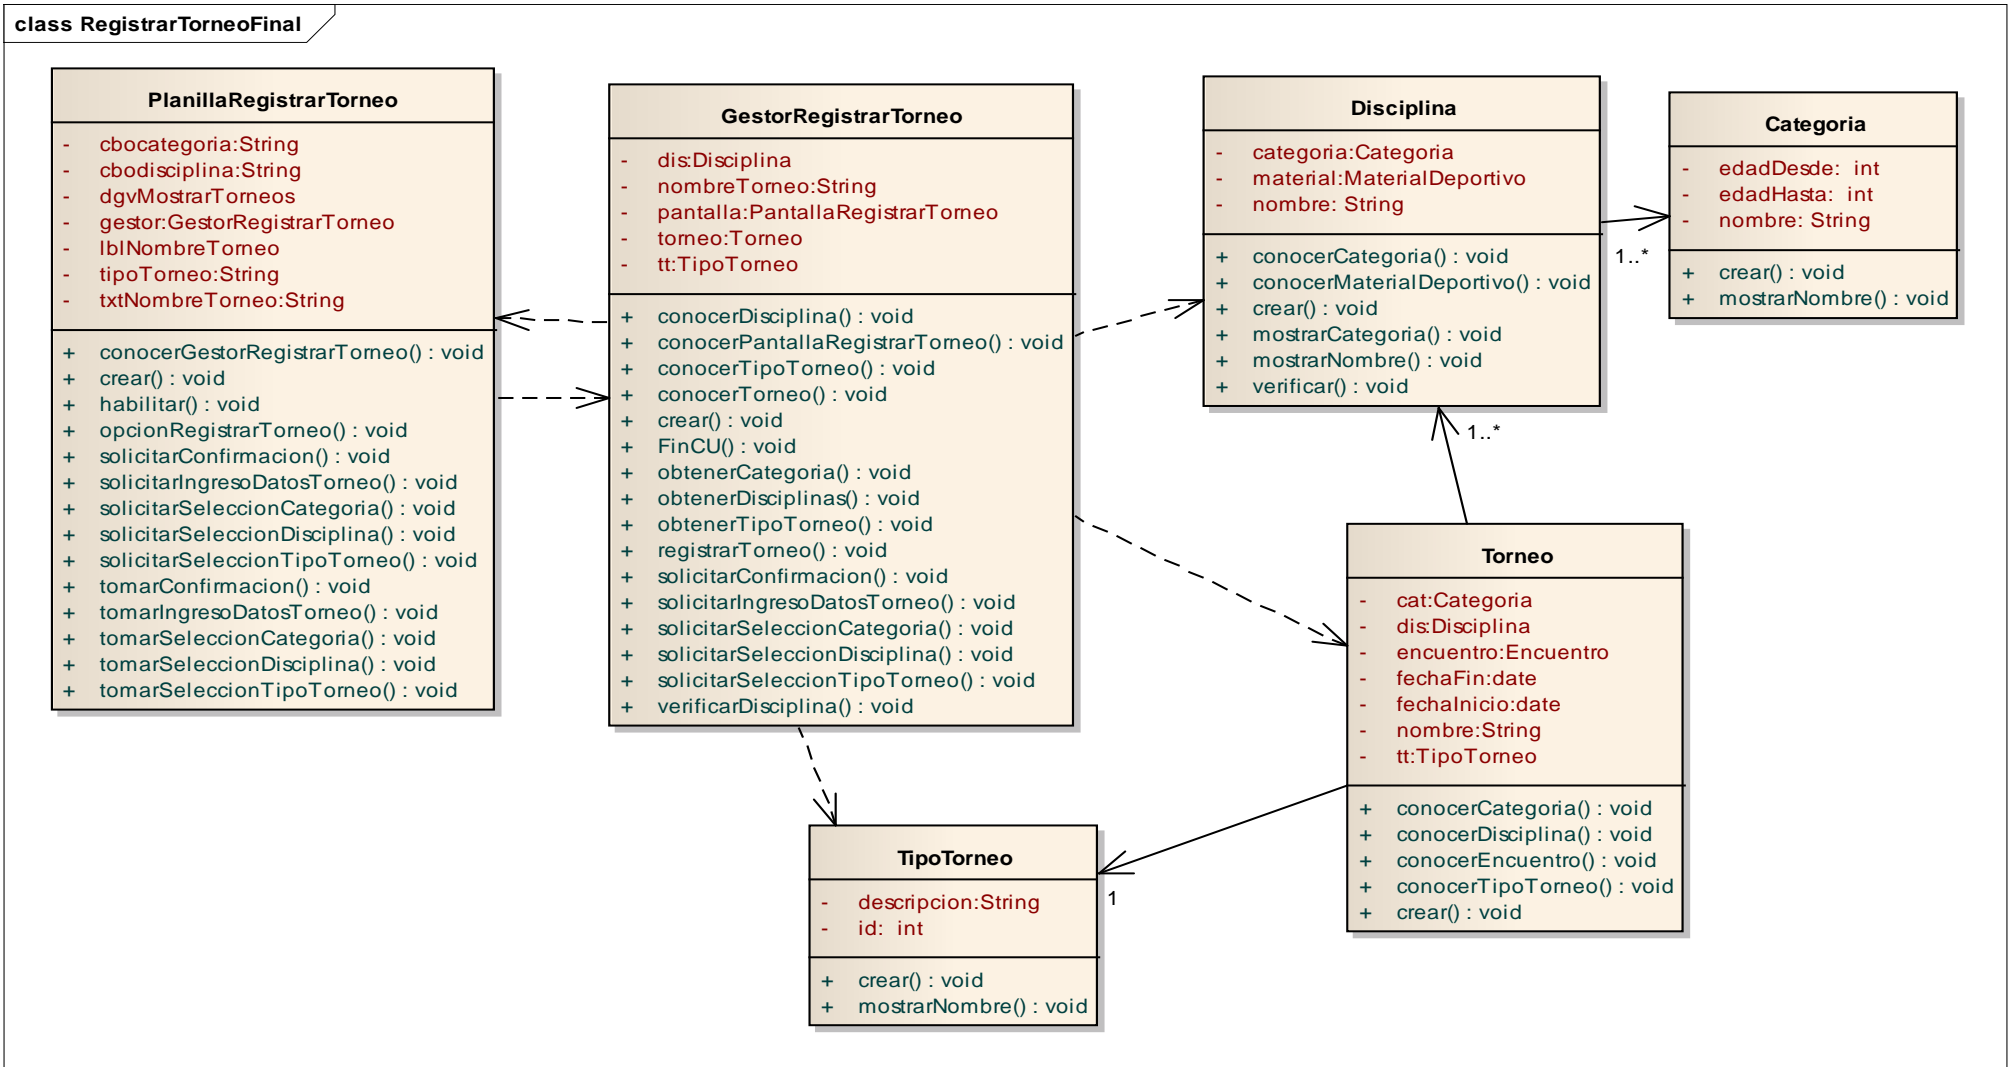 class RegistrarTorneoFinal
PlanillaRegistrarTorneo
- cbocategoria:String
- cbodisciplina:String
- dgvMostrarTorneos
- gestor:GestorRegistrarTorneo
- lblNombreTorneo
- tipoTorneo:String
- txtNombreTorneo:String
+ conocerGestorRegistrarTorneo() : void
+ crear() : void
+ habilitar() : void
+ opcionRegistrarTorneo() : void
+ solicitarConfirmacion() : void
+ solicitarIngresoDatosTorneo() : void
+ solicitarSeleccionCategoria() : void
+ solicitarSeleccionDisciplina() : void
+ solicitarSeleccionTipoTorneo() : void
+ tomarConfirmacion() : void
+ tomarIngresoDatosTorneo() : void
+ tomarSeleccionCategoria() : void
+ tomarSeleccionDisciplina() : void
+ tomarSeleccionTipoTorneo() : void
GestorRegistrarTorneo
- dis:Disciplina
- nombreTorneo:String
- pantalla:PantallaRegistrarTorneo
- torneo:Torneo
- tt:TipoTorneo
+ conocerDisciplina() : void
+ conocerPantallaRegistrarTorneo() : void
+ conocerTipoTorneo() : void
+ conocerTorneo() : void
+ crear() : void
+ FinCU() : void
+ obtenerCategoria() : void
+ obtenerDisciplinas() : void
+ obtenerTipoTorneo() : void
+ registrarTorneo() : void
+ solicitarConfirmacion() : void
+ solicitarIngresoDatosTorneo() : void
+ solicitarSeleccionCategoria() : void
+ solicitarSeleccionDisciplina() : void
+ solicitarSeleccionTipoTorneo() : void
+ verificarDisciplina() : void
Disciplina
- categoria:Categoria
- material:MaterialDeportivo
- nombre: String
+ conocerCategoria() : void
+ conocerMaterialDeportivo() : void
+ crear() : void
+ mostrarCategoria() : void
+ mostrarNombre() : void
+ verificar() : void
1..*
Categoria
- edadDesde: int
- edadHasta: int
- nombre: String
+ crear() : void
+ mostrarNombre() : void
1..*
Torneo
- cat:Categoria
- dis:Disciplina
- encuentro:Encuentro
- fechaFin:date
- fechaInicio:date
- nombre:String
- tt:TipoTorneo
+ conocerCategoria() : void
+ conocerDisciplina() : void
+ conocerEncuentro() : void
+ conocerTipoTorneo() : void
+ crear() : void
TipoTorneo
- descripcion:String
- id: int
+ crear() : void
+ mostrarNombre() : void
1